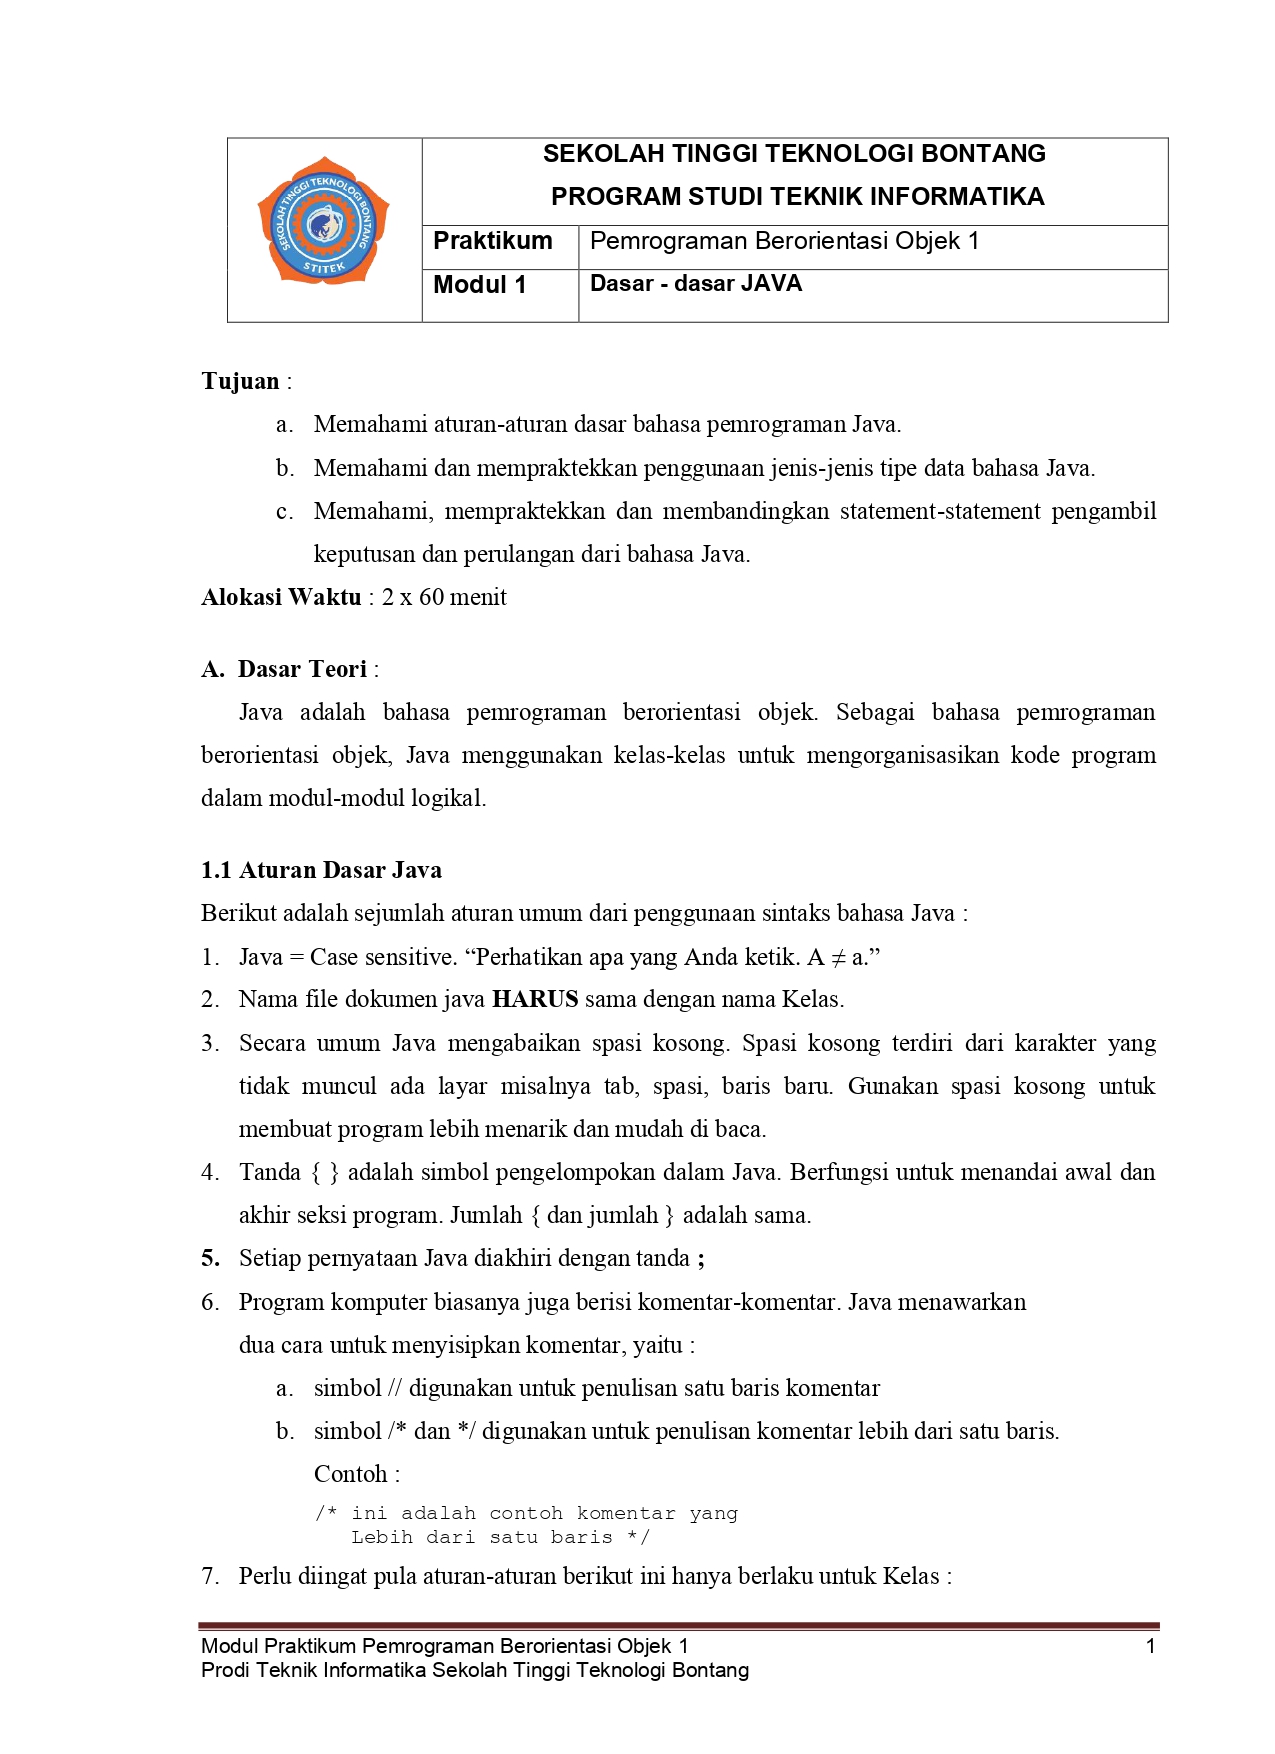 SEKOLAH TINGGI TEKNOLOGI BONTANG
STITEK
SEKOLAH TINGGI TEKNOLOGI BONTANG
PROGRAM STUDI TEKNIK INFORMATIKA
Praktikum Pemrograman Berorientasi Objek 1
Modul 1 Dasar - dasar JAVA
Tujuan :
a. Memahami aturan-aturan dasar bahasa pemrograman Java.
b. Memahami dan mempraktekkan penggunaan jenis-jenis tipe data bahasa Java.
c. Memahami, mempraktekkan dan membandingkan statement-statement pengambil
keputusan dan perulangan dari bahasa Java.
Alokasi Waktu : 2 x 60 menit
A. Dasar Teori :
Java adalah bahasa pemrograman berorientasi objek. Sebagai bahasa pemrograman
berorientasi objek, Java menggunakan kelas-kelas untuk mengorganisasikan kode program
dalam modul-modul logikal.
1.1 Aturan Dasar Java
Berikut adalah sejumlah aturan umum dari penggunaan sintaks bahasa Java :
1. Java = Case sensitive. “Perhatikan apa yang Anda ketik. A ≠ a.”
2. Nama file dokumen java HARUS sama dengan nama Kelas.
3. Secara umum Java mengabaikan spasi kosong. Spasi kosong terdiri dari karakter yang
tidak muncul ada layar misalnya tab, spasi, baris baru. Gunakan spasi kosong untuk
membuat program lebih menarik dan mudah di baca.
4. Tanda { } adalah simbol pengelompokan dalam Java. Berfungsi untuk menandai awal dan
akhir seksi program. Jumlah { dan jumlah } adalah sama.
5. Setiap pernyataan Java diakhiri dengan tanda ;
6. Program komputer biasanya juga berisi komentar-komentar. Java menawarkan
dua cara untuk menyisipkan komentar, yaitu :
a. simbol // digunakan untuk penulisan satu baris komentar
b. simbol /* dan */ digunakan untuk penulisan komentar lebih dari satu baris.
Contoh :
/* ini adalah contoh komentar yang
Lebih dari satu baris */
7. Perlu diingat pula aturan-aturan berikut ini hanya berlaku untuk Kelas :
Modul Praktikum Pemrograman Berorientasi Objek 1 1
Prodi Teknik Informatika Sekolah Tinggi Teknologi Bontang